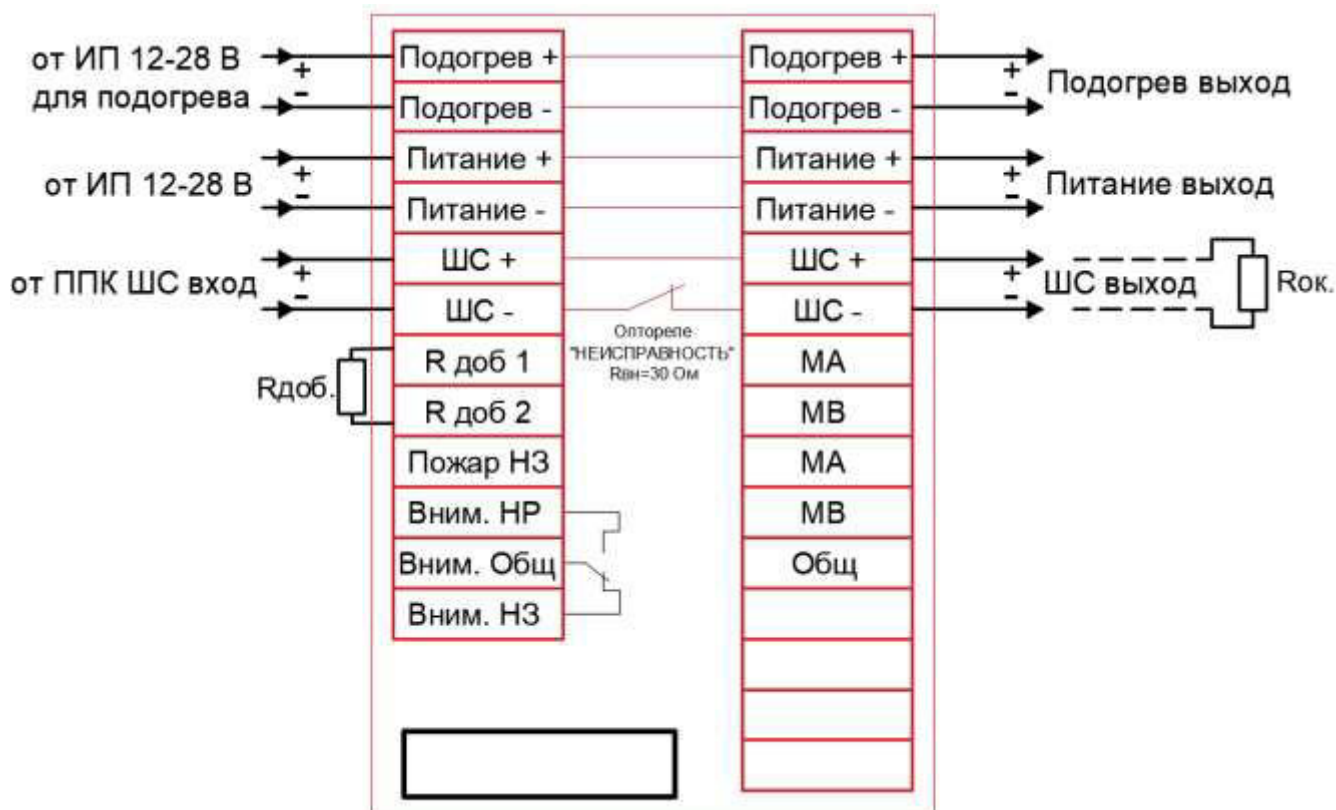 от ИП 12-28 В
для подогрева
+
-
от ИП 12-28 В
+
-
от ППК ШС вход
+
-
Rдоб.
Подогрев +
Подогрев -
Питание +
Питание -
ШС +
ШС -
R доб 1
R доб 2
Пожар НЗ
Вним. НР
Вним. Общ
Вним. НЗ
Оптореле
"НЕИСПРАВНОСТЬ"
Rвн=30 Ом
Подогрев +
Подогрев -
Питание +
Питание -
ШС +
ШС -
МА
МВ
МА
МВ
Общ
+
-
Подогрев выход
+
-
Питание выход
+
-
ШС выход
Rок.